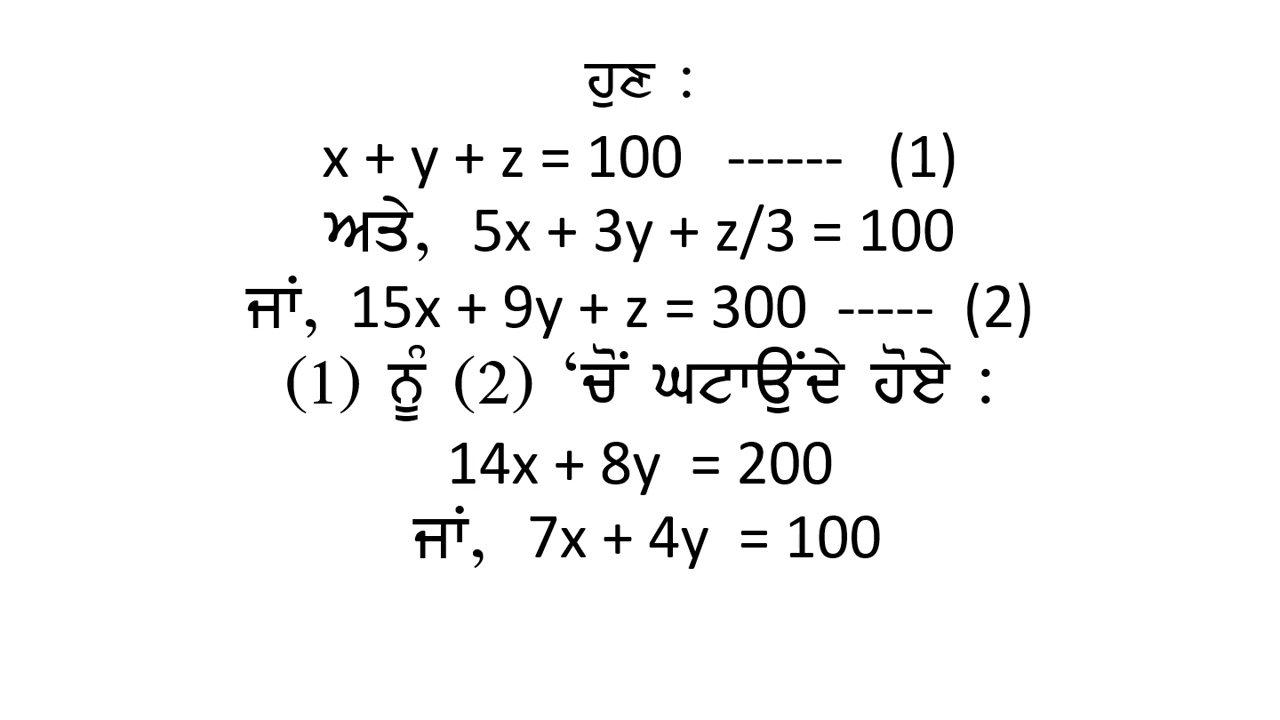 ਹੁਣ :
x + y + z = 100 ------ (1)
ਅਤੇ, 5x + 3y + z/3 = 100
ਜਾਂ, 15x + 9y + z = 300 ----- (2)
(1) ਨੂੰ (2) ‘ਚੋਂ ਘਟਾਉਂਦੇ ਹੋਏ :
14x + 8y = 200
ਜਾਂ, 7x + 4y = 100